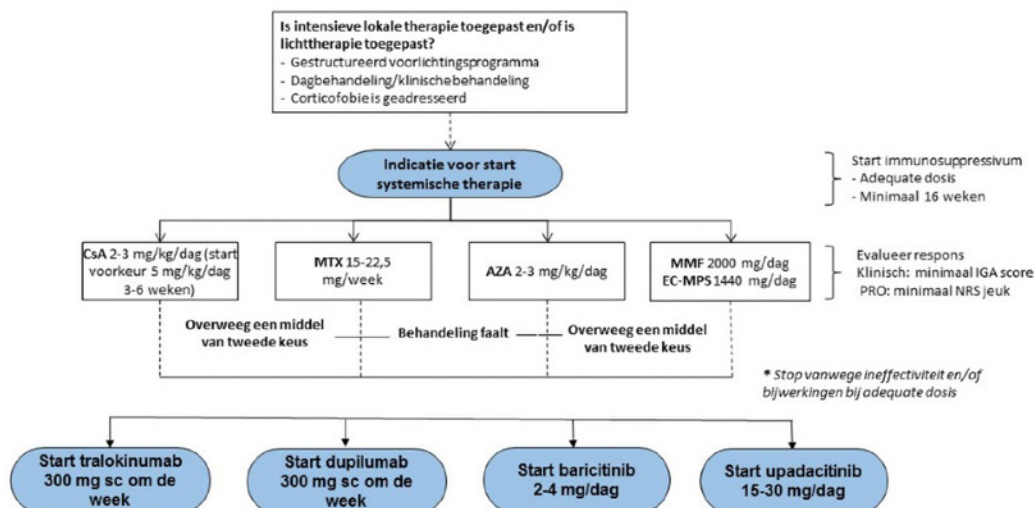 Is intensieve lokale therapie toegepast en/of is
lichttherapie toegepast?
- Gestructureerd voorlichtingsprogramma
- Dagbehandeling/klinischebehandeling
- Corticofobie is geadresseerd
Indicatie voor start
systemische therapie
Start immunosuppressivum
- Adequate dosis
- Minimaal 16 weken
CsA 2-3 mg/kg/dag (start
voorkeur 5 mg/kg/dag
3-6 weken)
MTX 15-22,5
mg/week
AZA 2-3 mg/kg/dag
MMF 2000 mg/dag
EC-MPS 1440 mg/dag
Evalueer respons
Klinisch: minimaal IGA score
PRO: minimaal NRS jeuk
Overweeg een middel
van tweede keus
Behandeling faalt
Overweeg een middel
van tweede keus
* Stop vanwege ineffectiviteit en/of
bijwerkingen bij adequate dosis
Start tralokinumab
300 mg sc om de
week
Start dupilumab
300 mg sc om de
week
Start baricitinib
2-4 mg/dag
Start upadacitinib
15-30 mg/dag